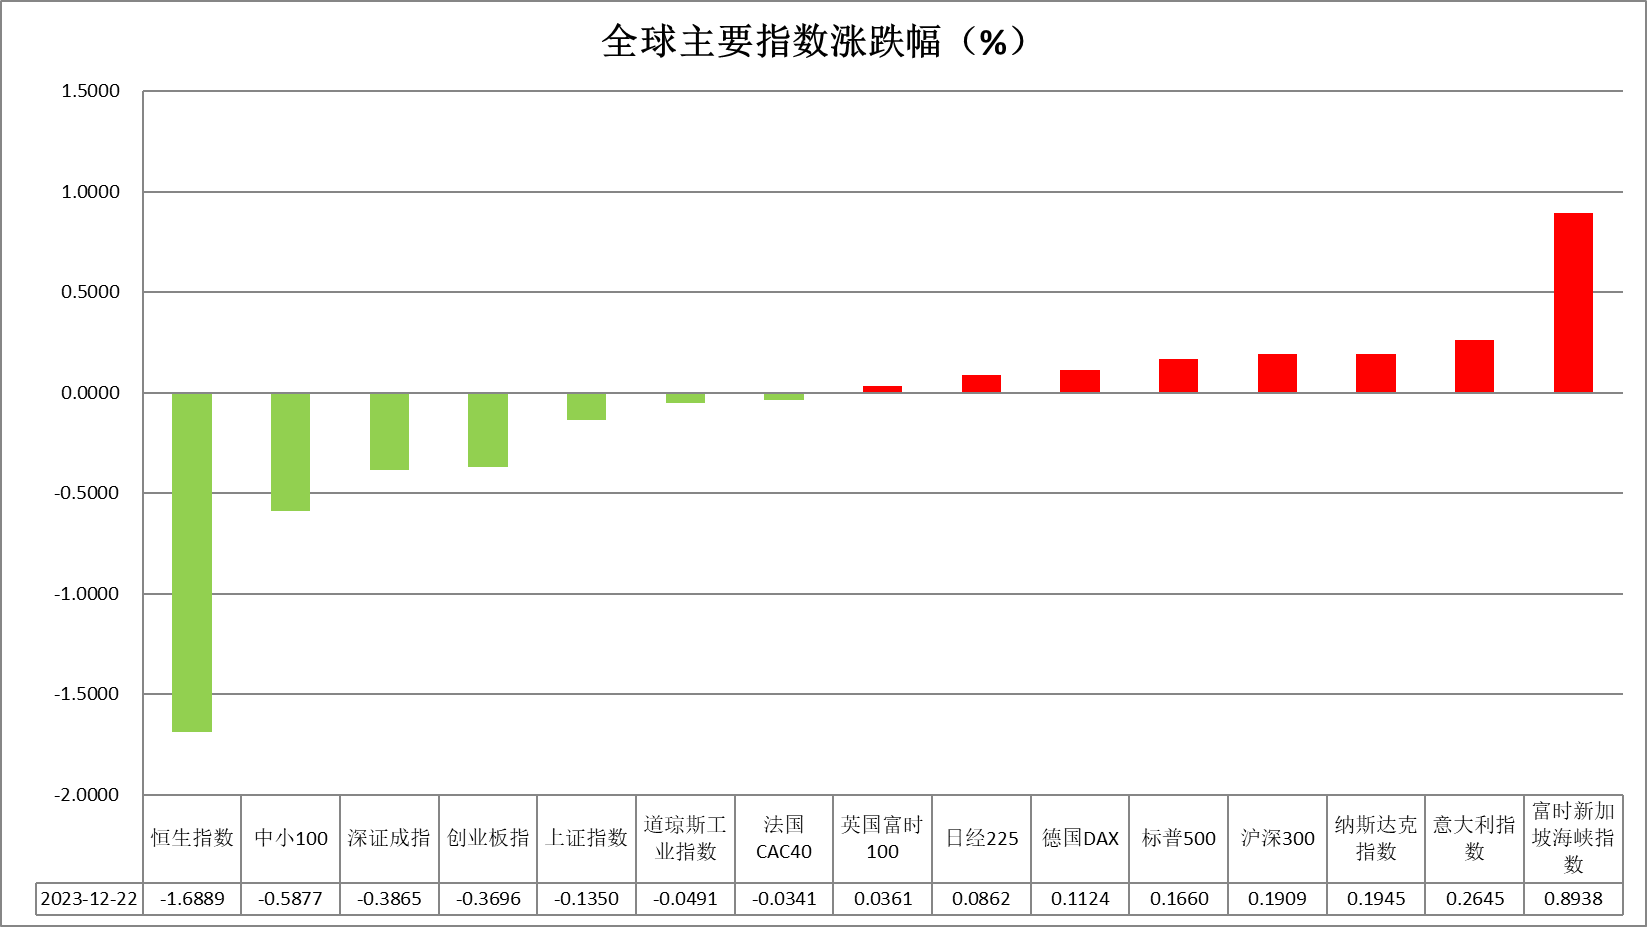 全球主要指数涨跌幅（%）
1.5000
1.0000
0.5000
0.0000
-0.5000
-1.0000
-1.5000
-2.0000
恒生指数 中小100 深证成指 创业板指 上证指数
道琼斯工
业指数
法国
CAC40
英国富时
100
日经225 德国DAX 标普500 沪深300
纳斯达克
指数
意大利指
数
富时新加
坡海峡指
数
2023-12-22 -1.6889 -0.5877 -0.3865 -0.3696 -0.1350 -0.0491 -0.0341 0.0361 0.0862 0.1124 0.1660 0.1909 0.1945 0.2645 0.8938